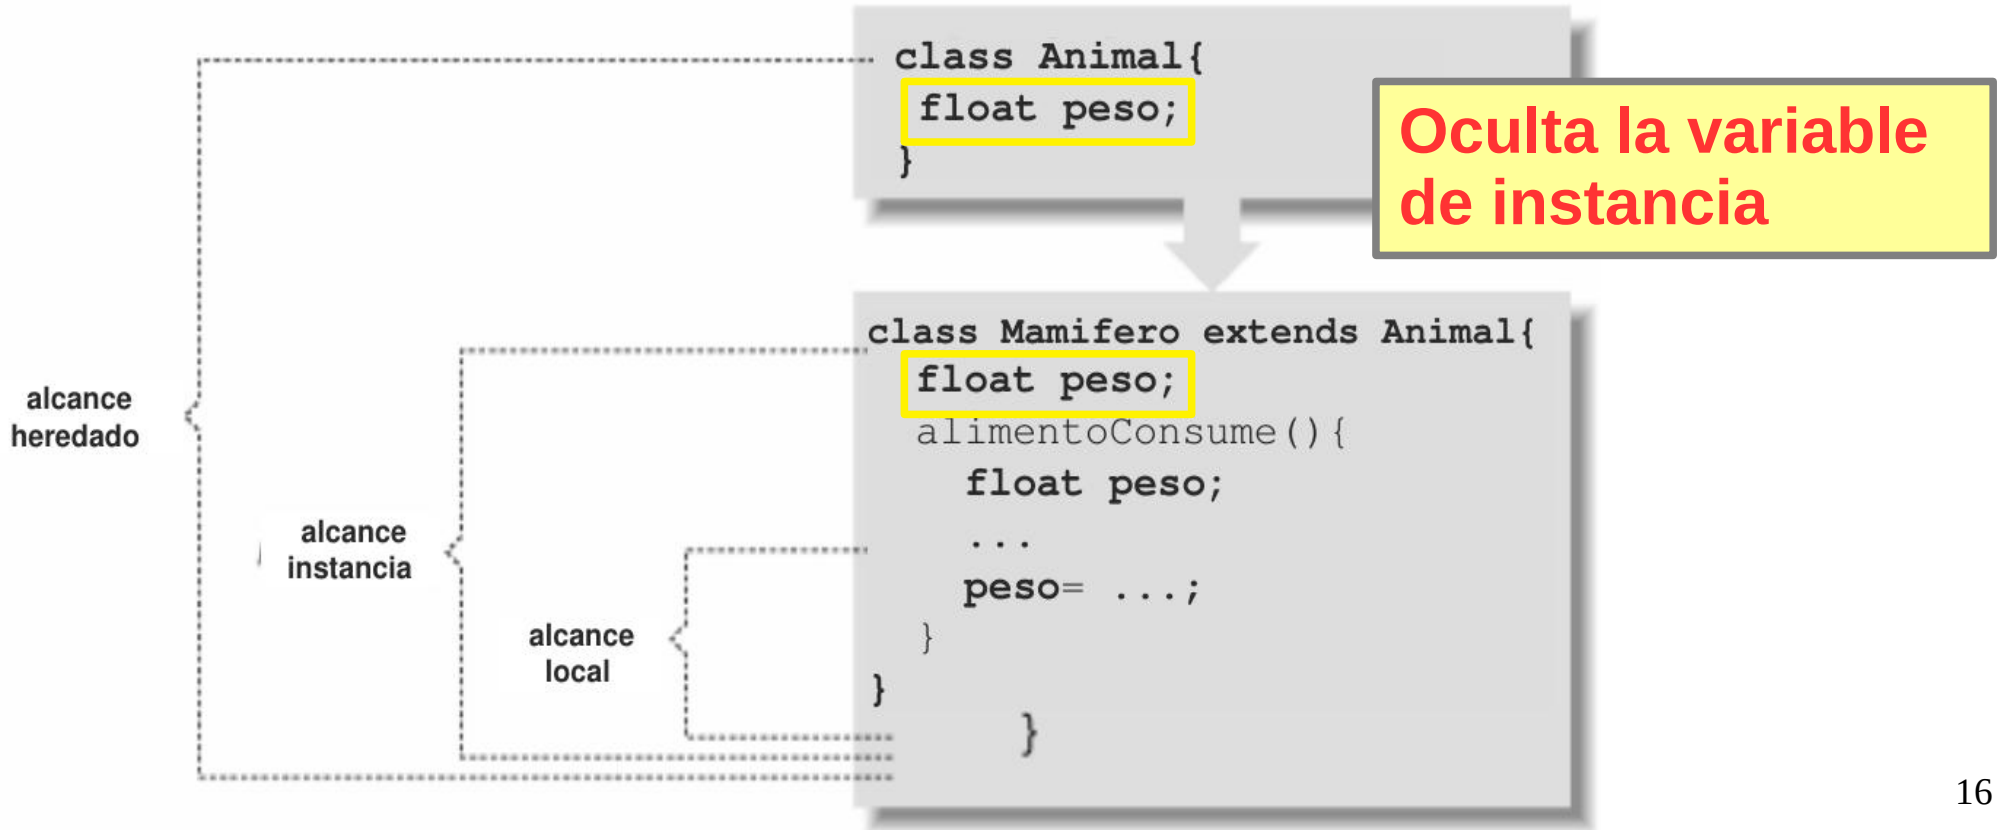 class Animal{
float peso;
}
Oculta la variable
de instancia
class Mamifero extends Animal{
float peso;
alimentoConsume(){
float peso;
...
peso= ...;
}
}
}
alcance
heredado
alcance
instancia
alcance
local
16